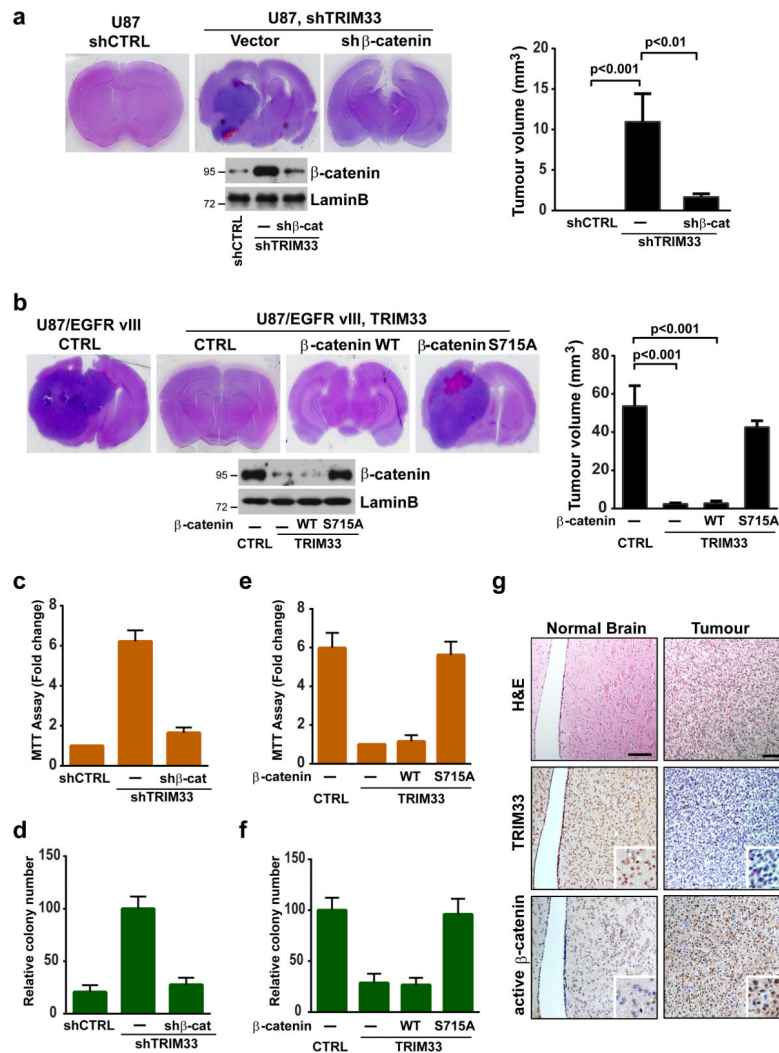 a
U87
shCTRL
U87, shTRIM33
Vector
shβ-catenin
95
β-catenin
72
LaminB
shCTRL
– shβ-cat
shTRIM33
Tumour volume (mm3)
20
15
10
5
0
p<0.01
p<0.001
shCTRL – shβ-cat
shTRIM33
b
U87/EGFR vIII
CTRL
U87/EGFR vIII, TRIM33
CTRL
β-catenin WT
β-catenin S715A
95
β-catenin
72
LaminB
β-catenin – – WT S715A
CTRL TRIM33
Tumour volume (mm3)
80
60
40
20
0
p<0.001
p<0.001
β-catenin – – WT S715A
CTRL TRIM33
c
MTT Assay (Fold change)
8
6
4
2
0
shCTRL – shβ-cat
shTRIM33
e
MTT Assay (Fold change)
8
6
4
2
0
β-catenin – – WT S715A
CTRL TRIM33
d
Relative colony number
150
100
50
0
shCTRL – shβ-cat
shTRIM33
f
Relative colony number
150
100
50
0
β-catenin – – WT S715A
CTRL TRIM33
g
Normal Brain
Tumour
H&E
TRIM33
active β-catenin